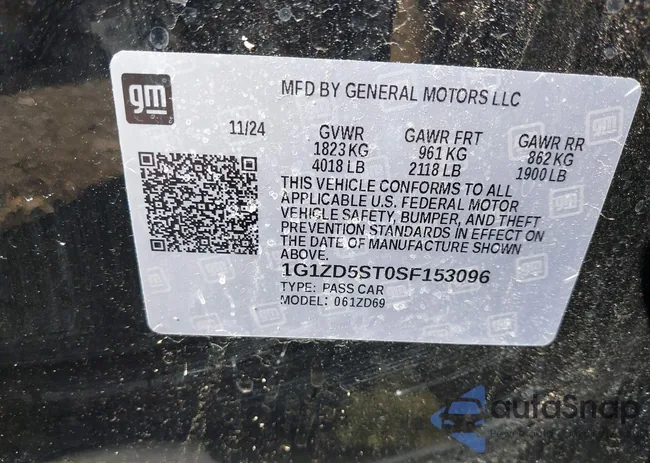 gm
MFD BY GENERAL MOTORS LLC
11/24
GVWR GAWR FRT GAWR RR
1823 KG 961 KG 862 KG
4018 LB 2118 LB 1900 LB
THIS VEHICLE CONFORMS TO ALL
APPLICABLE U.S. FEDERAL MOTOR
VEHICLE SAFETY, BUMPER, AND THEFT
PREVENTION STANDARDS IN EFFECT ON
THE DATE OF MANUFACTURE SHOWN
ABOVE.
1G1ZD5ST0SF153096
TYPE: PASS CAR
MODEL: 061ZD69
autoSnap